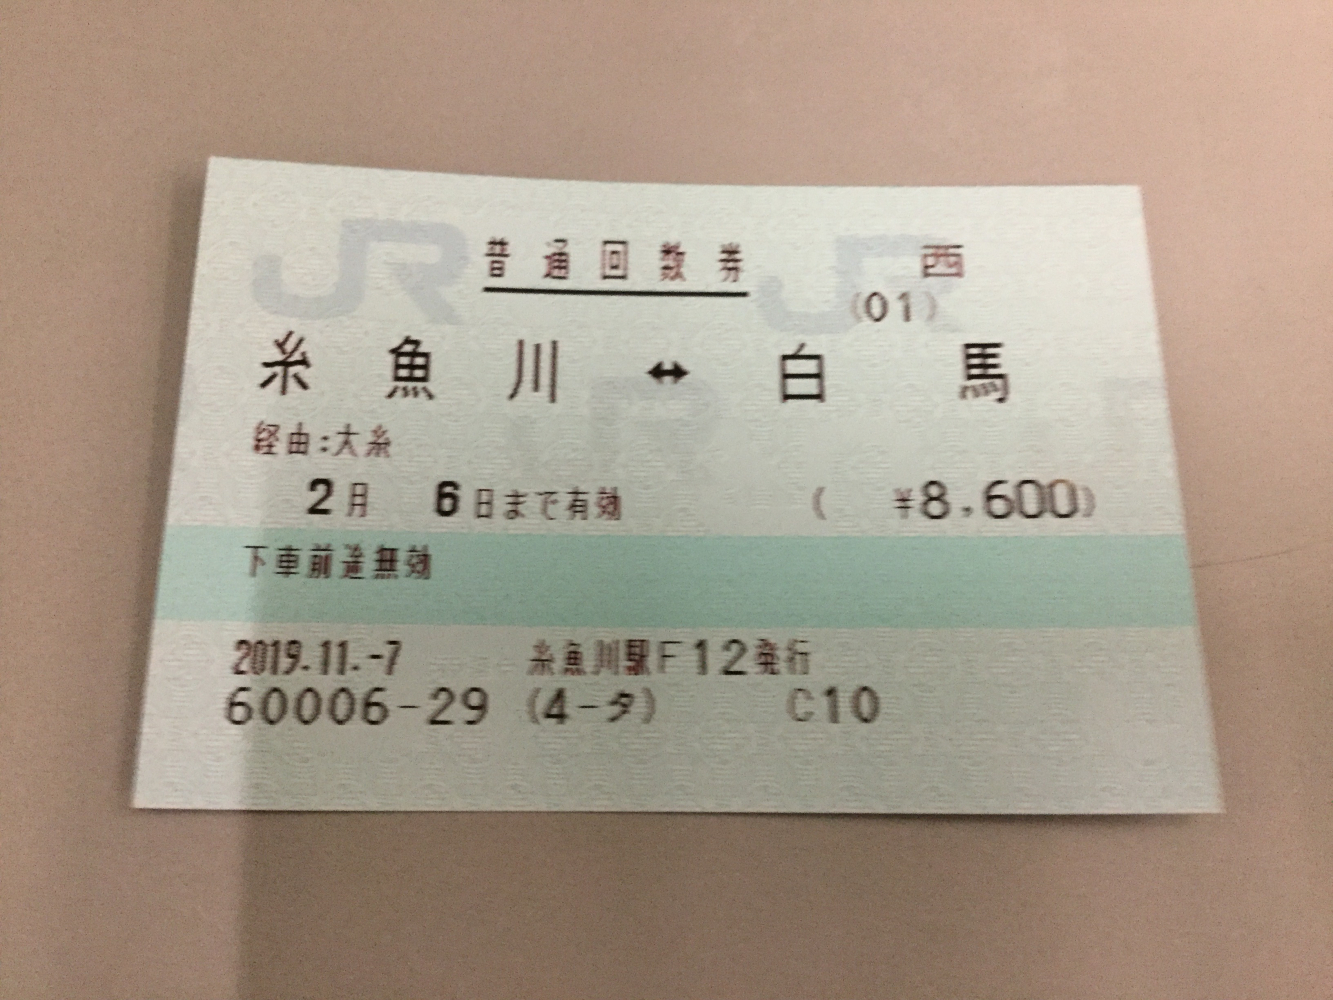 普通回数券 西
(01)
糸魚川 ↔ 白馬
経由:大糸
2月 6日まで有効 ( ¥8,600)
下車前途無効
2019.11.-7 糸魚川駅F12発行
60006-29 (4-タ) C10